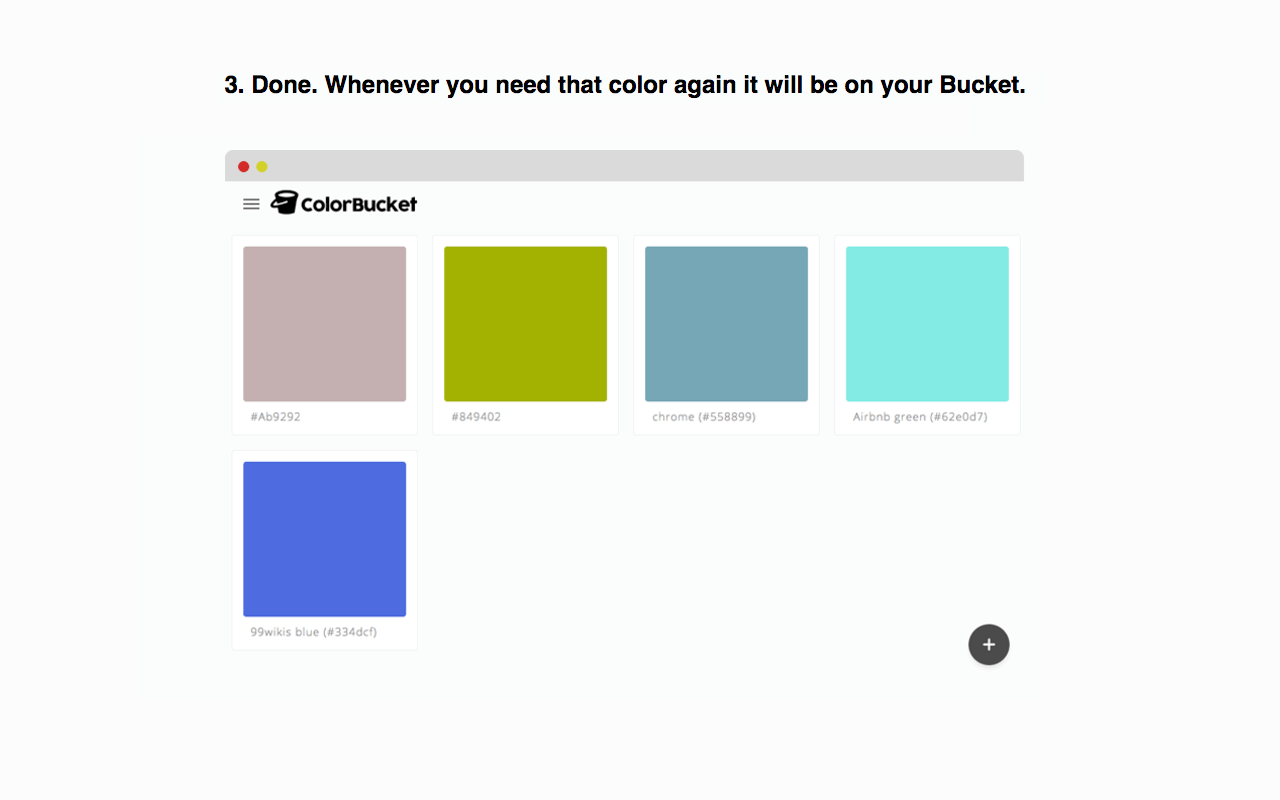 3. Done. Whenever you need that color again it will be on your Bucket.
ColorBucket
#Ab9292
#849402
chrome (#558899)
Airbnb green (#62e0d7)
99wikis blue (#334dcf)
+